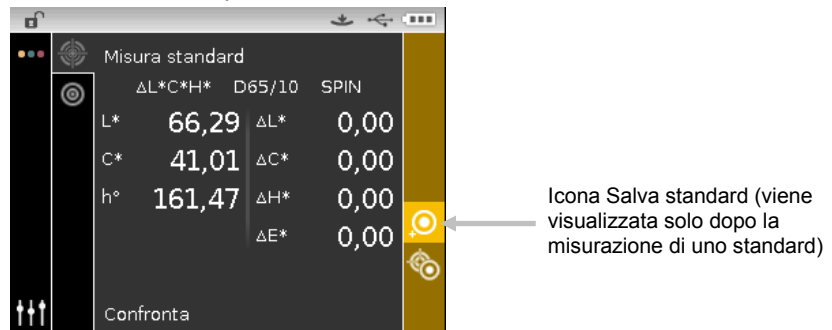 Misura standard
ΔL*C*H* D65/10 SPIN
L* 66,29 ΔL* 0,00
C* 41,01 ΔC* 0,00
h° 161,47 ΔH* 0,00
ΔE* 0,00
Confronta
Icona Salva standard (viene
visualizzata solo dopo la
misurazione di uno standard)